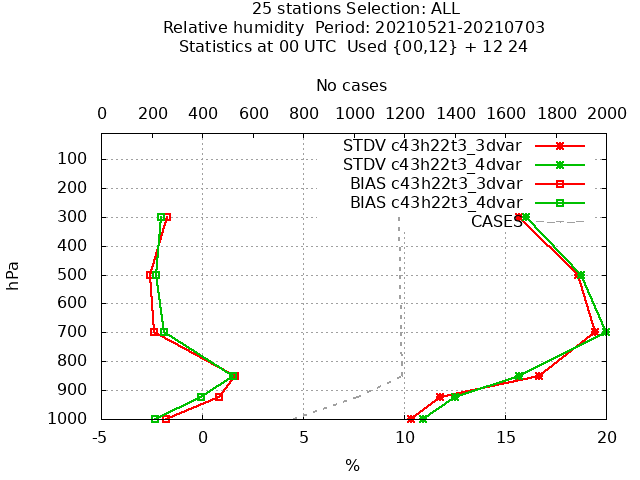 25 stations Selection: ALL
Relative humidity  Period: 20210521-20210703
Statistics at 00 UTC  Used {00,12} + 12 24
No cases
0 200 400 600 800 1000 1200 1400 1600 1800 2000
STDV c43h22t3_3dvar
STDV c43h22t3_4dvar
BIAS c43h22t3_3dvar
BIAS c43h22t3_4dvar
CASES
hPa
100
200
300
400
500
600
700
800
900
1000
-5 0 5 10 15 20
%